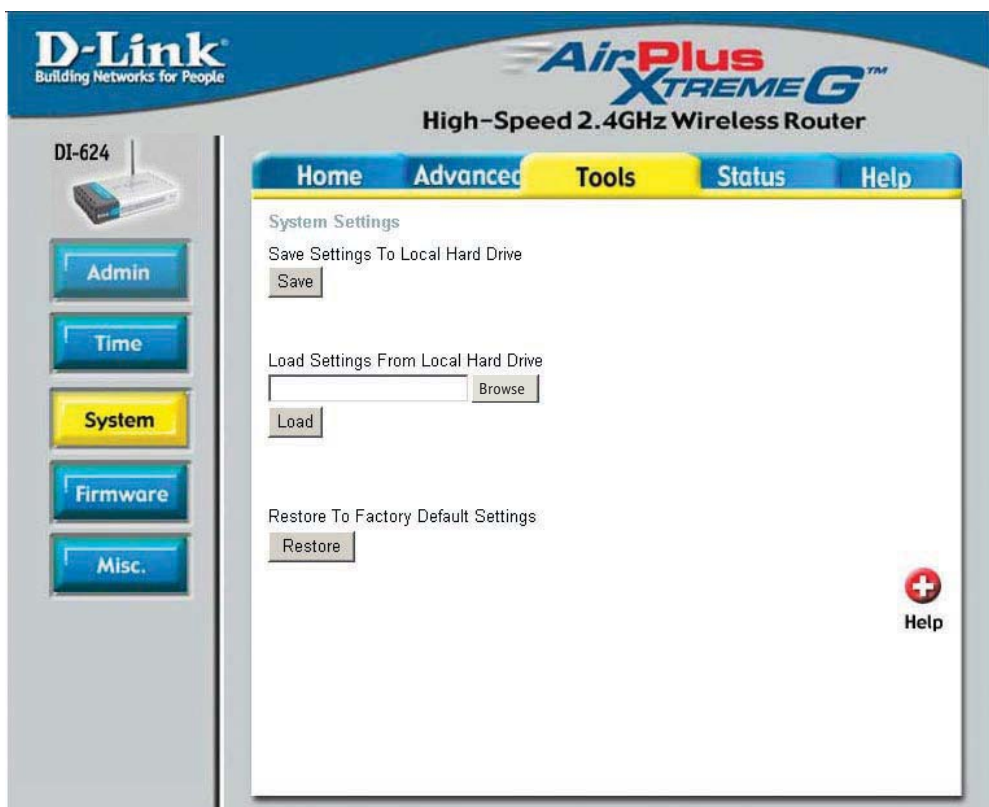 D-Link
Building Networks for People
AirPlus
XTREME G™
High-Speed 2.4GHz Wireless Router
DI-624
Home Advanced Tools Status Help
Admin
Time
System
Firmware
Misc.
System Settings
Save Settings To Local Hard Drive
Save
Load Settings From Local Hard Drive
Browse
Load
Restore To Factory Default Settings
Restore
Help